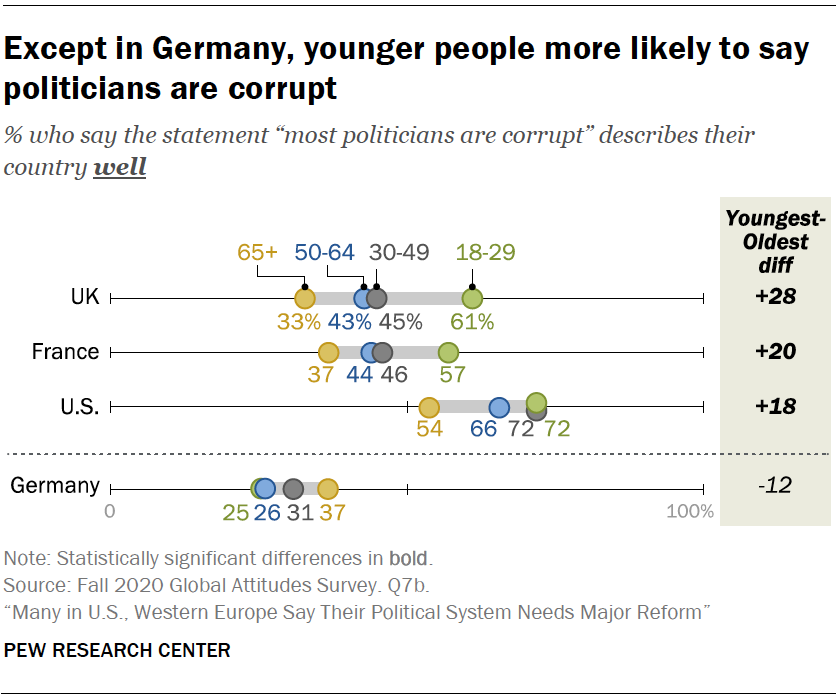 Except in Germany, younger people more likely to say
politicians are corrupt
% who say the statement “most politicians are corrupt” describes their
country well
Youngest-
Oldest
diff
65+ 50-64 30-49 18-29
UK +28
33% 43% 45% 61%
France +20
37 44 46 57
U.S. +18
54 66 72 72
Germany -12
0 25 26 31 37 100%
Note: Statistically significant differences in bold.
Source: Fall 2020 Global Attitudes Survey. Q7b.
“Many in U.S., Western Europe Say Their Political System Needs Major Reform”
PEW RESEARCH CENTER